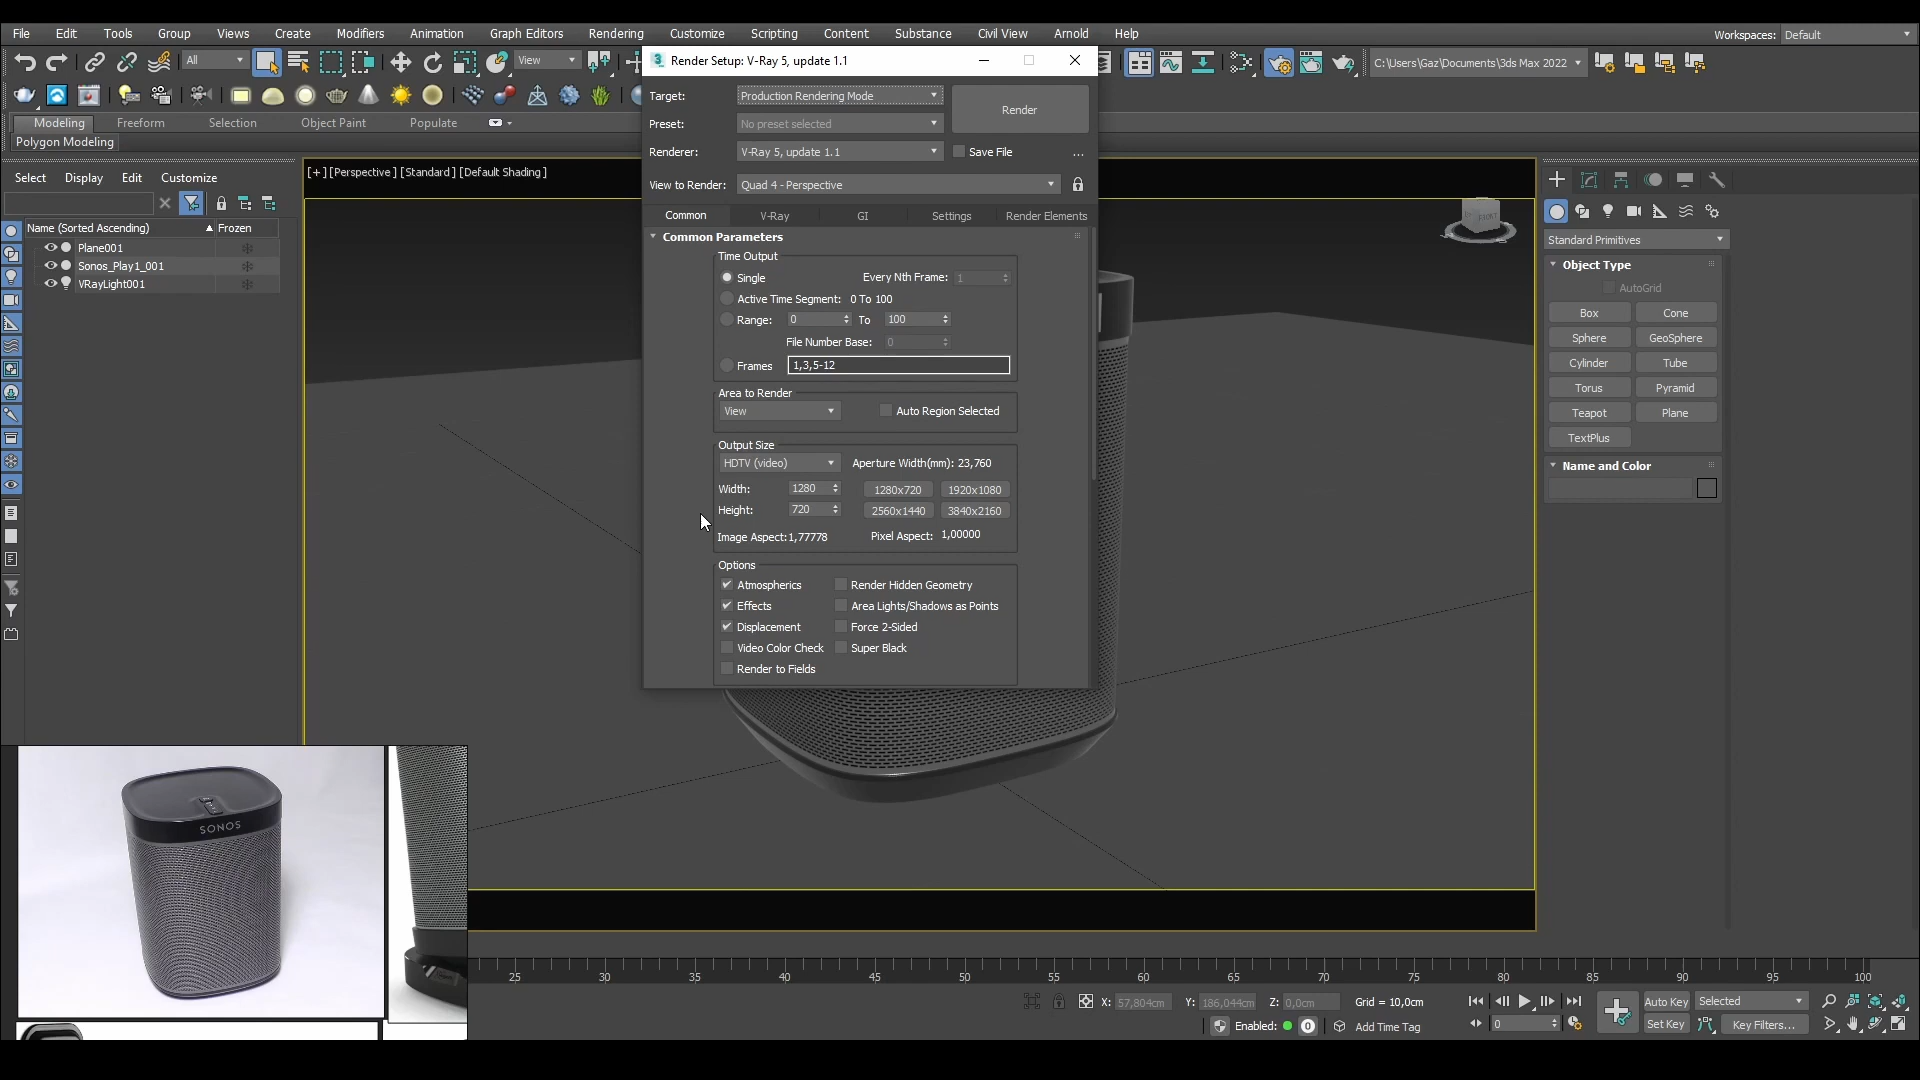 File Edit Tools Group Views Create Modifiers Animation Graph Editors Rendering Customize Scripting Content Substance Civil View Arnold Help
Workspaces: Default
All
View
C:\Users\Gaz\Documents\3ds Max 2022
Modeling Freeform Selection Object Paint Populate
Polygon Modeling
Select Display Edit Customize
Name (Sorted Ascending) Frozen
Plane001
Sonos_Play1_001
VRayLight001
[+] [Perspective] [Standard] [Default Shading]
Render Setup: V-Ray 5, update 1.1
Target: Production Rendering Mode
Render
Preset: No preset selected
Renderer: V-Ray 5, update 1.1 Save File ...
View to Render: Quad 4 - Perspective
Common V-Ray GI Settings Render Elements
Common Parameters
Time Output
Single Every Nth Frame: 1
Active Time Segment: 0 To 100
Range: 0 To 100
File Number Base: 0
Frames 1,3,5-12
Area to Render
View Auto Region Selected
Output Size
HDTV (video) Aperture Width(mm): 23,760
Width: 1280 1280x720 1920x1080
Height: 720 2560x1440 3840x2160
Image Aspect: 1,77778 Pixel Aspect: 1,00000
Options
Atmospherics Render Hidden Geometry
Effects Area Lights/Shadows as Points
Displacement Force 2-Sided
Video Color Check Super Black
Render to Fields
FRONT
Standard Primitives
Object Type
AutoGrid
Box Cone
Sphere GeoSphere
Cylinder Tube
Torus Pyramid
Teapot Plane
TextPlus
Name and Color
SONOS
25 30 35 40 45 50 55 60 65 70 75 80 85 90 95 100
X: 57,804cm Y: 186,044cm Z: 0,0cm Grid = 10,0cm
Enabled: 0 Add Time Tag
0
Auto Key Selected
Set Key Key Filters...